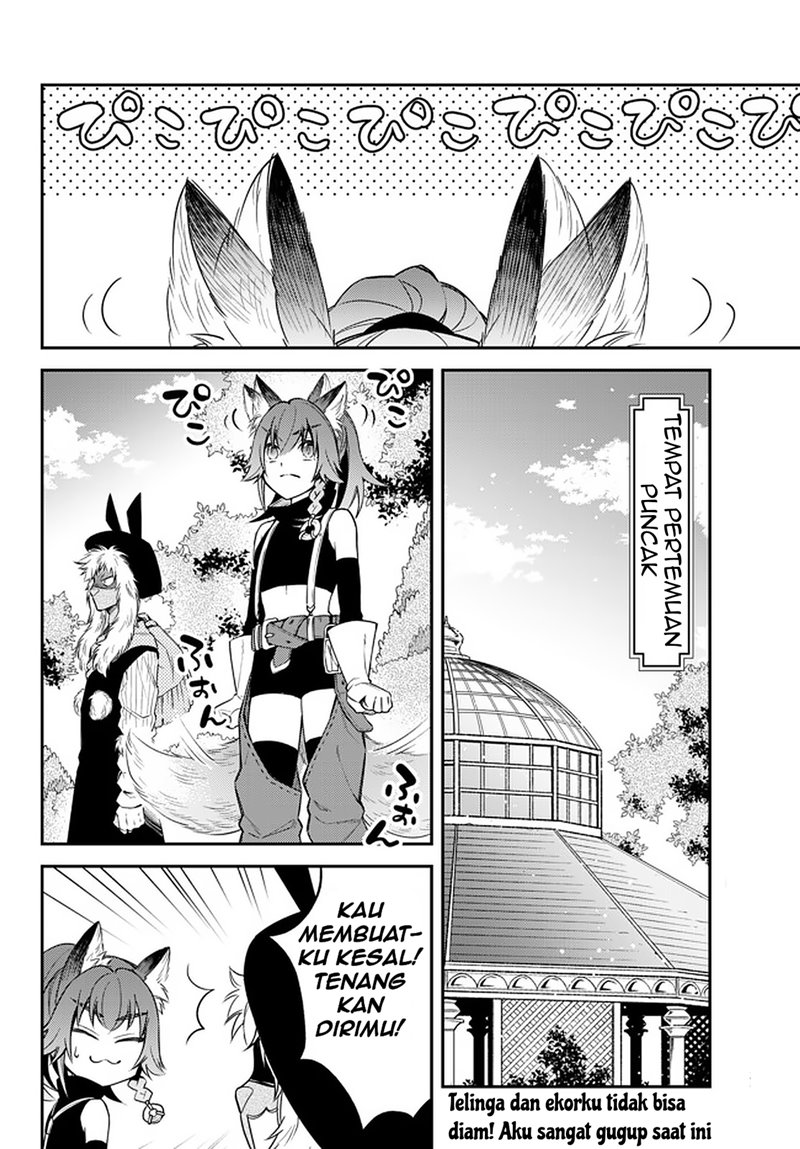 ぴこぴこぴこぴこぴこ
TEMPAT PERTEMUAN
PUNCAK
ぴこ
ぴこ
ぶおん
ふおん
KAU
MEMBUAT-
KU KESAL!
TENANG
KAN
DIRIMU!
Telinga dan ekorku tidak bisa
diam! Aku sangat gugup saat ini